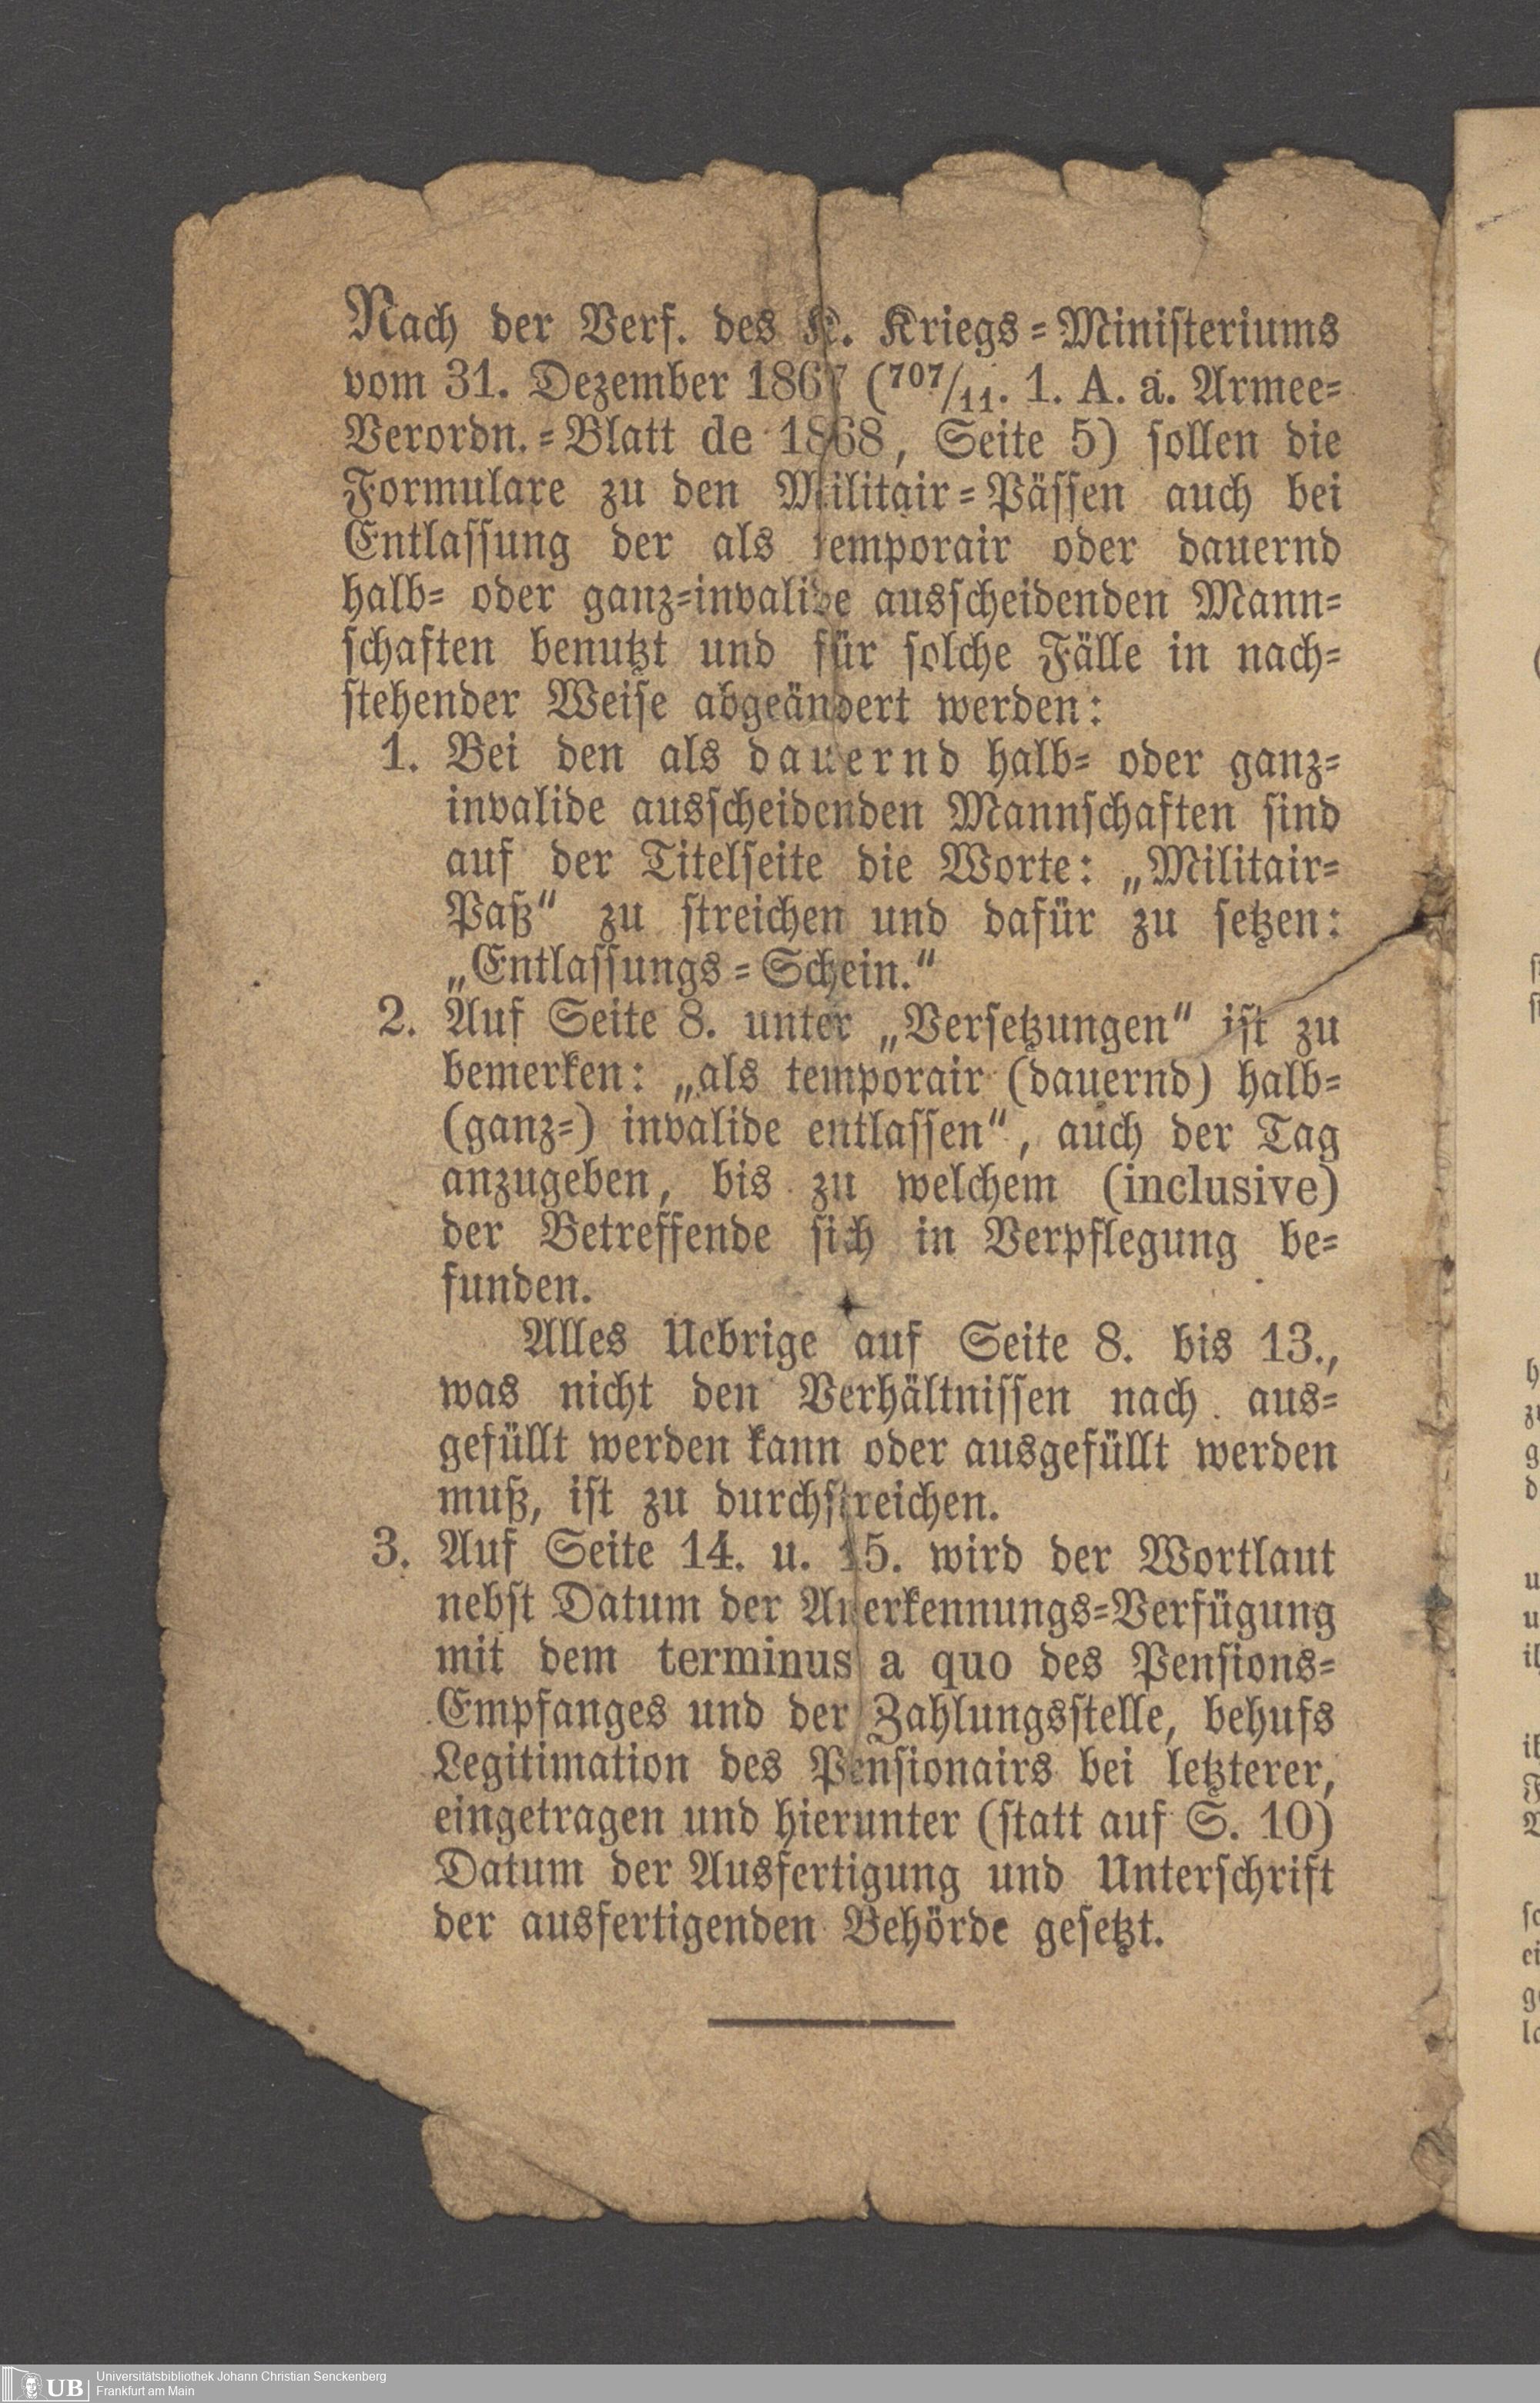 Nach der Verf. des K. Kriegs=Ministeriums
vom 31. Dezember 1867 (707/11. 1. A. a. Armee=
Verordn.=Blatt de 1868, Seite 5) sollen die
Formulare zu den Militair=Pässen auch bei
Entlassung der als temporair oder dauernd
halb= oder ganz=invalide ausscheidenden Mann=
schaften benutzt und für solche Fälle in nach=
stehender Weise abgeändert werden:
1. Bei den als dauernd halb= oder ganz=
invalide ausscheidenden Mannschaften sind
auf der Titelseite die Worte: „Militair=
Paß“ zu streichen und dafür zu setzen:
„Entlassungs=Schein.“
2. Auf Seite 8. unter „Versetzungen“ ist zu
bemerken: „als temporair (dauernd) halb=
(ganz=) invalide entlassen“, auch der Tag
anzugeben, bis zu welchem (inclusive)
der Betreffende sich in Verpflegung be=
funden.
Alles Uebrige auf Seite 8. bis 13.,
was nicht den Verhältnissen nach aus=
gefüllt werden kann oder ausgefüllt werden
muß, ist zu durchstreichen.
3. Auf Seite 14. u. 15. wird der Wortlaut
nebst Datum der Anerkennungs=Verfügung
mit dem terminus a quo des Pensions=
Empfanges und der Zahlungsstelle, behufs
Legitimation des Pensionairs bei letzterer,
eingetragen und hierunter (statt auf S. 10)
Datum der Ausfertigung und Unterschrift
der ausfertigenden Behörde gesetzt.
UB
Universitätsbibliothek Johann Christian Senckenberg
Frankfurt am Main